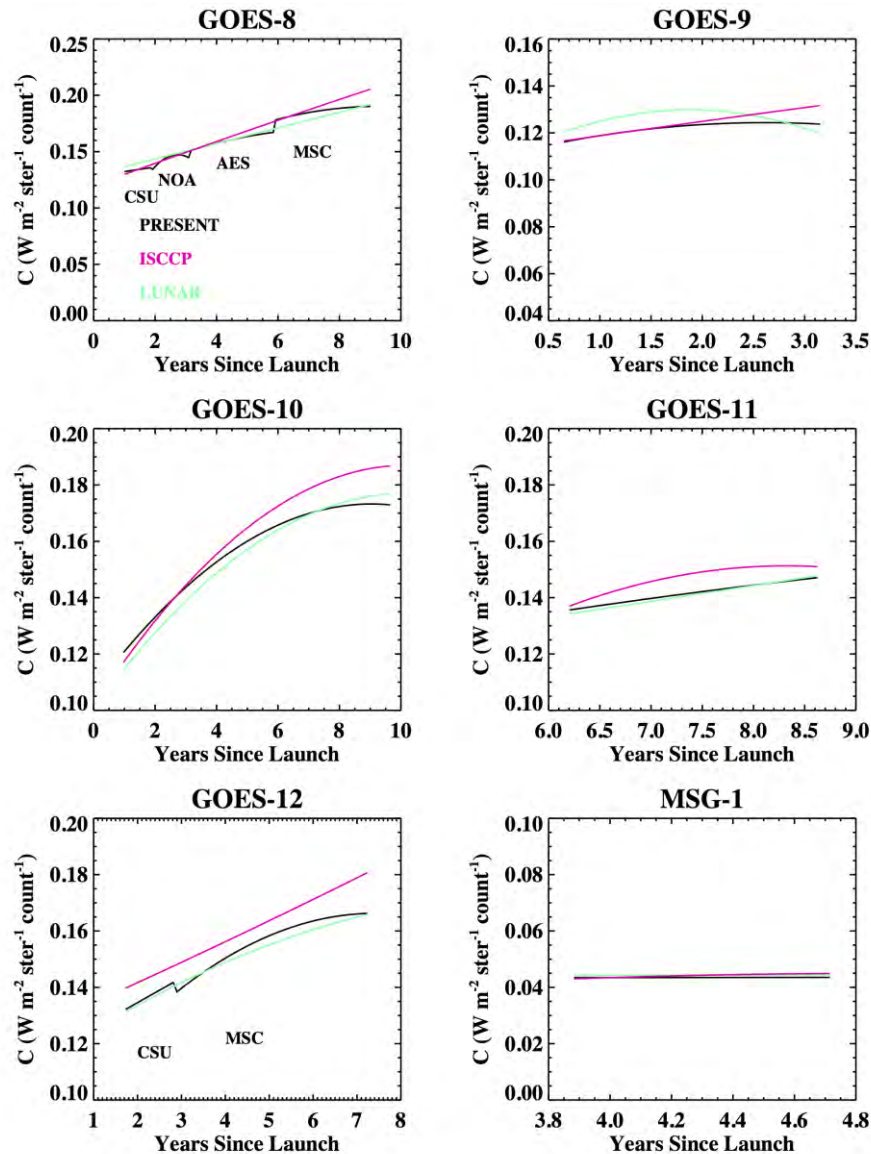 GOES-8
C (W m⁻² ster⁻¹ count⁻¹)
0.25
0.20
0.15
0.10
0.05
0.00
CSU
NOA
AES
MSC
PRESENT
ISCCP
LUNAR
0 2 4 6 8 10
Years Since Launch
GOES-9
C (W m⁻² ster⁻¹ count⁻¹)
0.16
0.14
0.12
0.10
0.08
0.06
0.04
0.5 1.0 1.5 2.0 2.5 3.0 3.5
Years Since Launch
GOES-10
C (W m⁻² ster⁻¹ count⁻¹)
0.20
0.18
0.16
0.14
0.12
0.10
0 2 4 6 8 10
Years Since Launch
GOES-11
C (W m⁻² ster⁻¹ count⁻¹)
0.20
0.18
0.16
0.14
0.12
0.10
6.0 6.5 7.0 7.5 8.0 8.5 9.0
Years Since Launch
GOES-12
C (W m⁻² ster⁻¹ count⁻¹)
0.20
0.18
0.16
0.14
0.12
0.10
CSU
MSC
1 2 3 4 5 6 7 8
Years Since Launch
MSG-1
C (W m⁻² ster⁻¹ count⁻¹)
0.10
0.08
0.06
0.04
0.02
0.00
3.8 4.0 4.2 4.4 4.6 4.8
Years Since Launch